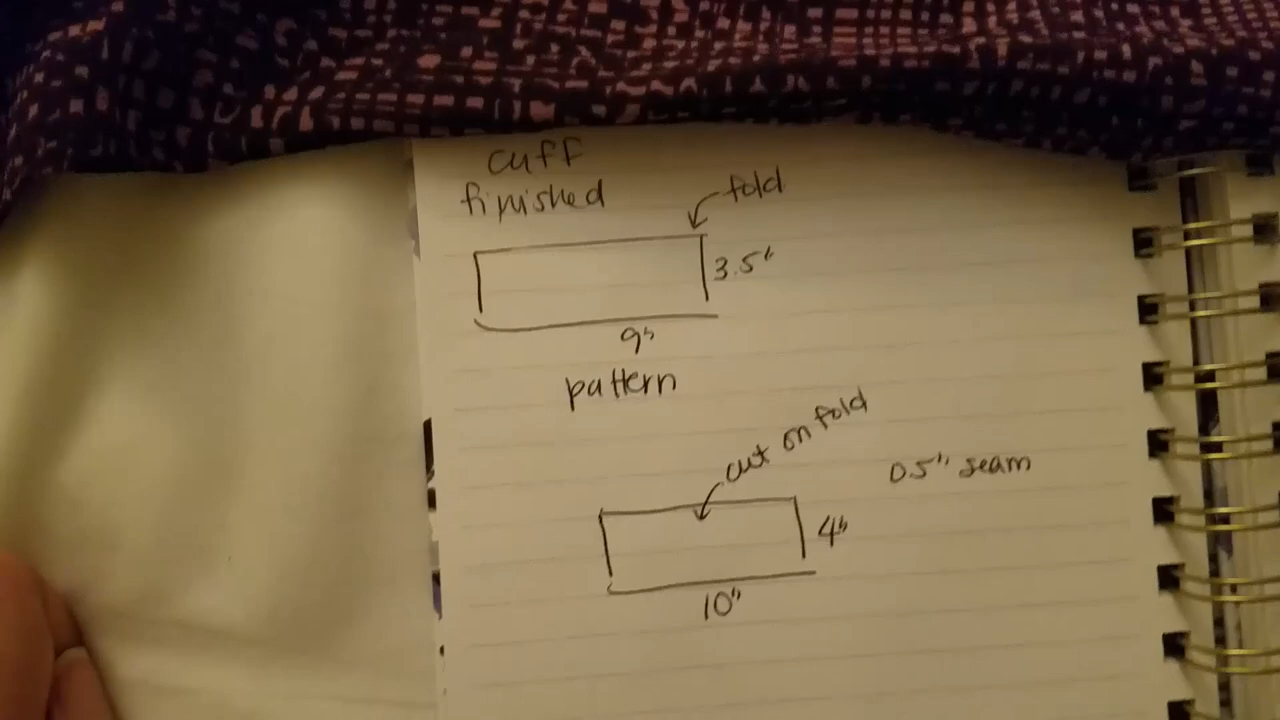 cuff
finished
fold
3.5"
9"
pattern
cut on fold
0.5" seam
4"
10"